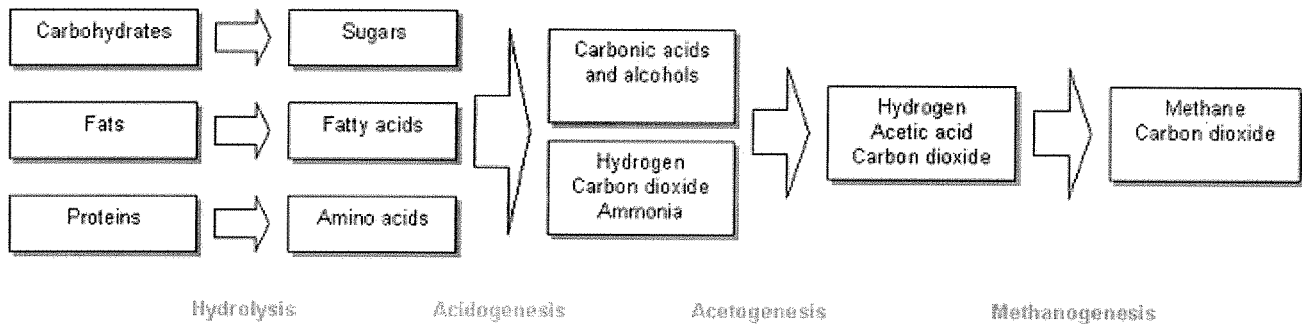 Carbohydrates
Sugars
Fats
Fatty acids
Proteins
Amino acids
Carbonic acids
and alcohols
Hydrogen
Carbon dioxide
Ammonia
Hydrogen
Acetic acid
Carbon dioxide
Methane
Carbon dioxide
Hydrolysis
Acidogenesis
Acetogenesis
Methanogenesis